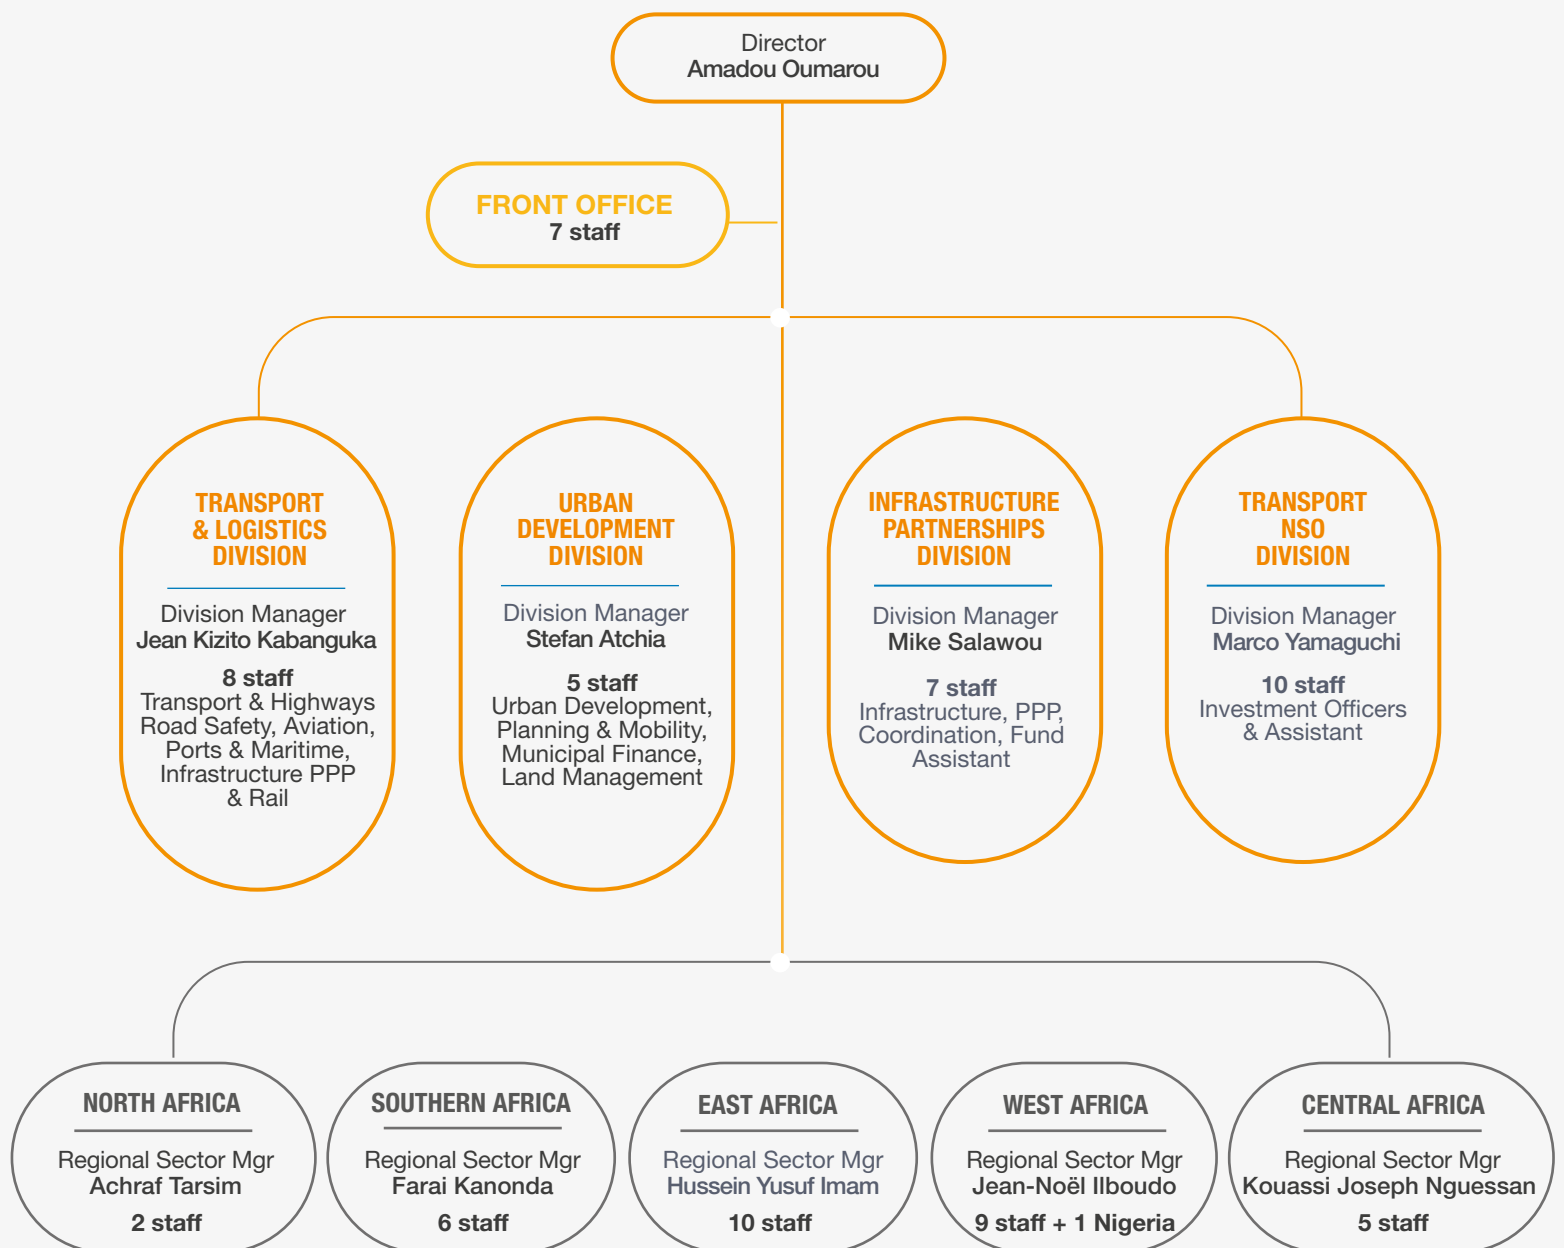 Director
Amadou Oumarou
FRONT OFFICE
7 staff
TRANSPORT
& LOGISTICS
DIVISION
Division Manager
Jean Kizito Kabanguka
8 staff
Transport & Highways
Road Safety, Aviation,
Ports & Maritime,
Infrastructure PPP
& Rail
URBAN
DEVELOPMENT
DIVISION
Division Manager
Stefan Atchia
5 staff
Urban Development,
Planning & Mobility,
Municipal Finance,
Land Management
INFRASTRUCTURE
PARTNERSHIPS
DIVISION
Division Manager
Mike Salawou
7 staff
Infrastructure, PPP,
Coordination, Fund
Assistant
TRANSPORT
NSO
DIVISION
Division Manager
Marco Yamaguchi
10 staff
Investment Officers
& Assistant
NORTH AFRICA
Regional Sector Mgr
Achraf Tarsim
2 staff
SOUTHERN AFRICA
Regional Sector Mgr
Farai Kanonda
6 staff
EAST AFRICA
Regional Sector Mgr
Hussein Yusuf Imam
10 staff
WEST AFRICA
Regional Sector Mgr
Jean-Noël Ilboudo
9 staff + 1 Nigeria
CENTRAL AFRICA
Regional Sector Mgr
Kouassi Joseph Nguessan
5 staff